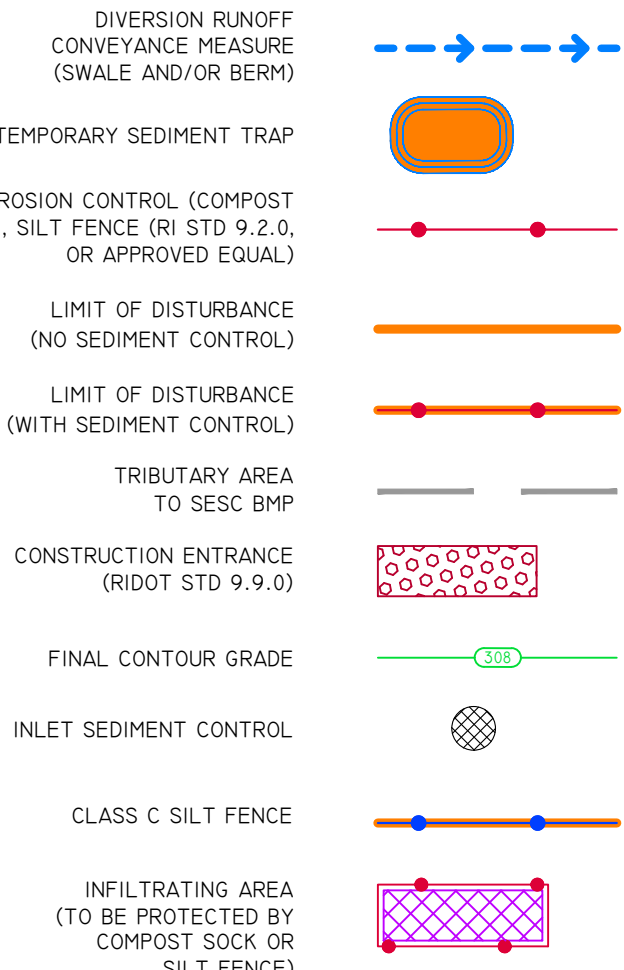 DIVERSION RUNOFF
CONVEYANCE MEASURE
(SWALE AND/OR BERM)
TEMPORARY SEDIMENT TRAP
ROSION CONTROL (COMPOST
, SILT FENCE (RI STD 9.2.0,
OR APPROVED EQUAL)
LIMIT OF DISTURBANCE
(NO SEDIMENT CONTROL)
LIMIT OF DISTURBANCE
(WITH SEDIMENT CONTROL)
TRIBUTARY AREA
TO SESC BMP
CONSTRUCTION ENTRANCE
(RIDOT STD 9.9.0)
FINAL CONTOUR GRADE
308
INLET SEDIMENT CONTROL
CLASS C SILT FENCE
INFILTRATING AREA
(TO BE PROTECTED BY
COMPOST SOCK OR
SILT FENCE)